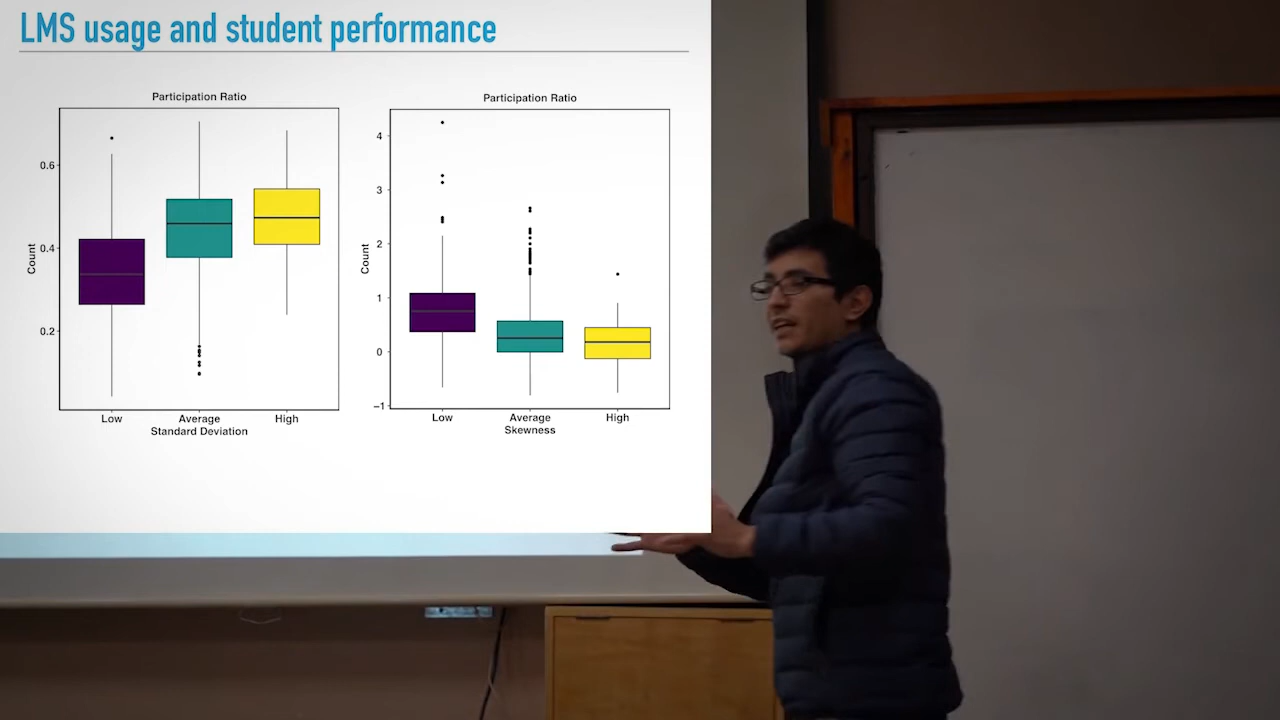 LMS usage and student performance
Participation Ratio
Count
0.6
0.4
0.2
Low
Average
High
Standard Deviation
Participation Ratio
Count
4
3
2
1
0
−1
Low
Average
High
Skewness